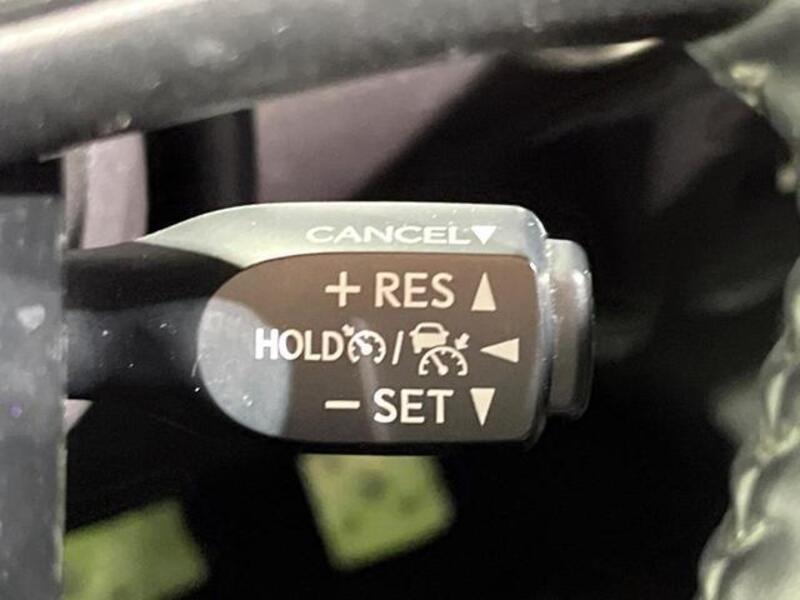 CANCEL▼
+ RES ▲
HOLD / ◀
− SET ▼